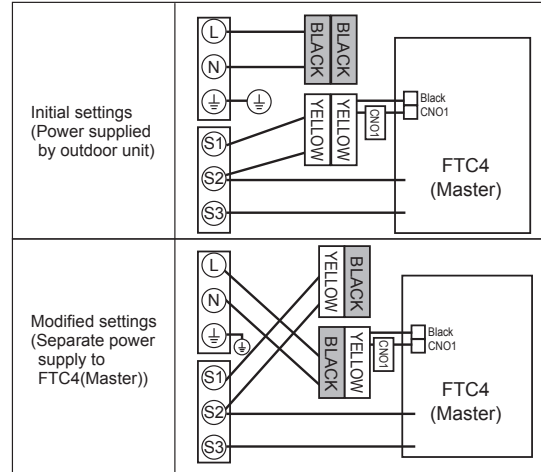 Initial settings
(Power supplied
by outdoor unit)
L
N
S1
S2
S3
BLACK BLACK
YELLOW YELLOW
CNO1
Black
CNO1
FTC4
(Master)
Modified settings
(Separate power
supply to
FTC4(Master))
L
N
S1
S2
S3
YELLOW BLACK
BLACK YELLOW
CNO1
Black
CNO1
FTC4
(Master)